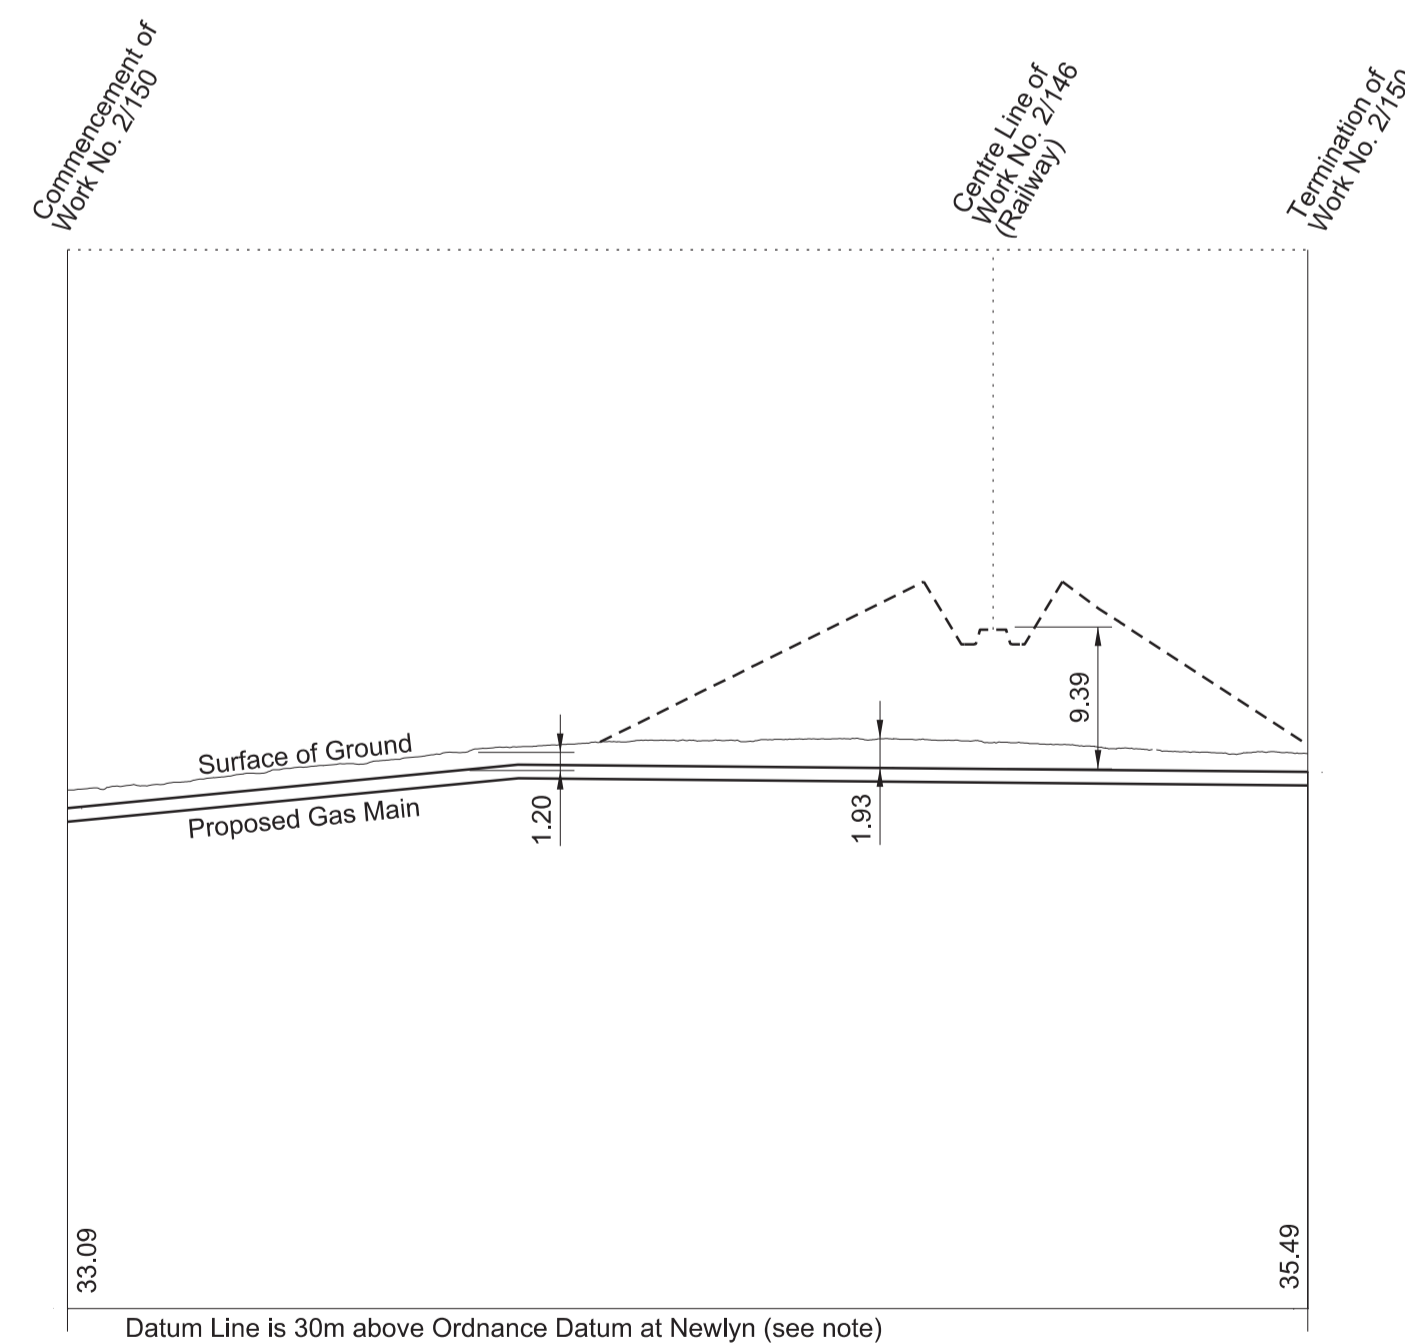 Commencement of
Work No. 2/150
Centre Line of
Work No. 2/146
(Railway)
Termination of
Work No. 2/150
Surface of Ground
Proposed Gas Main
1.20
1.93
9.39
33.09
35.49
Datum Line is 30m above Ordnance Datum at Newlyn (see note)